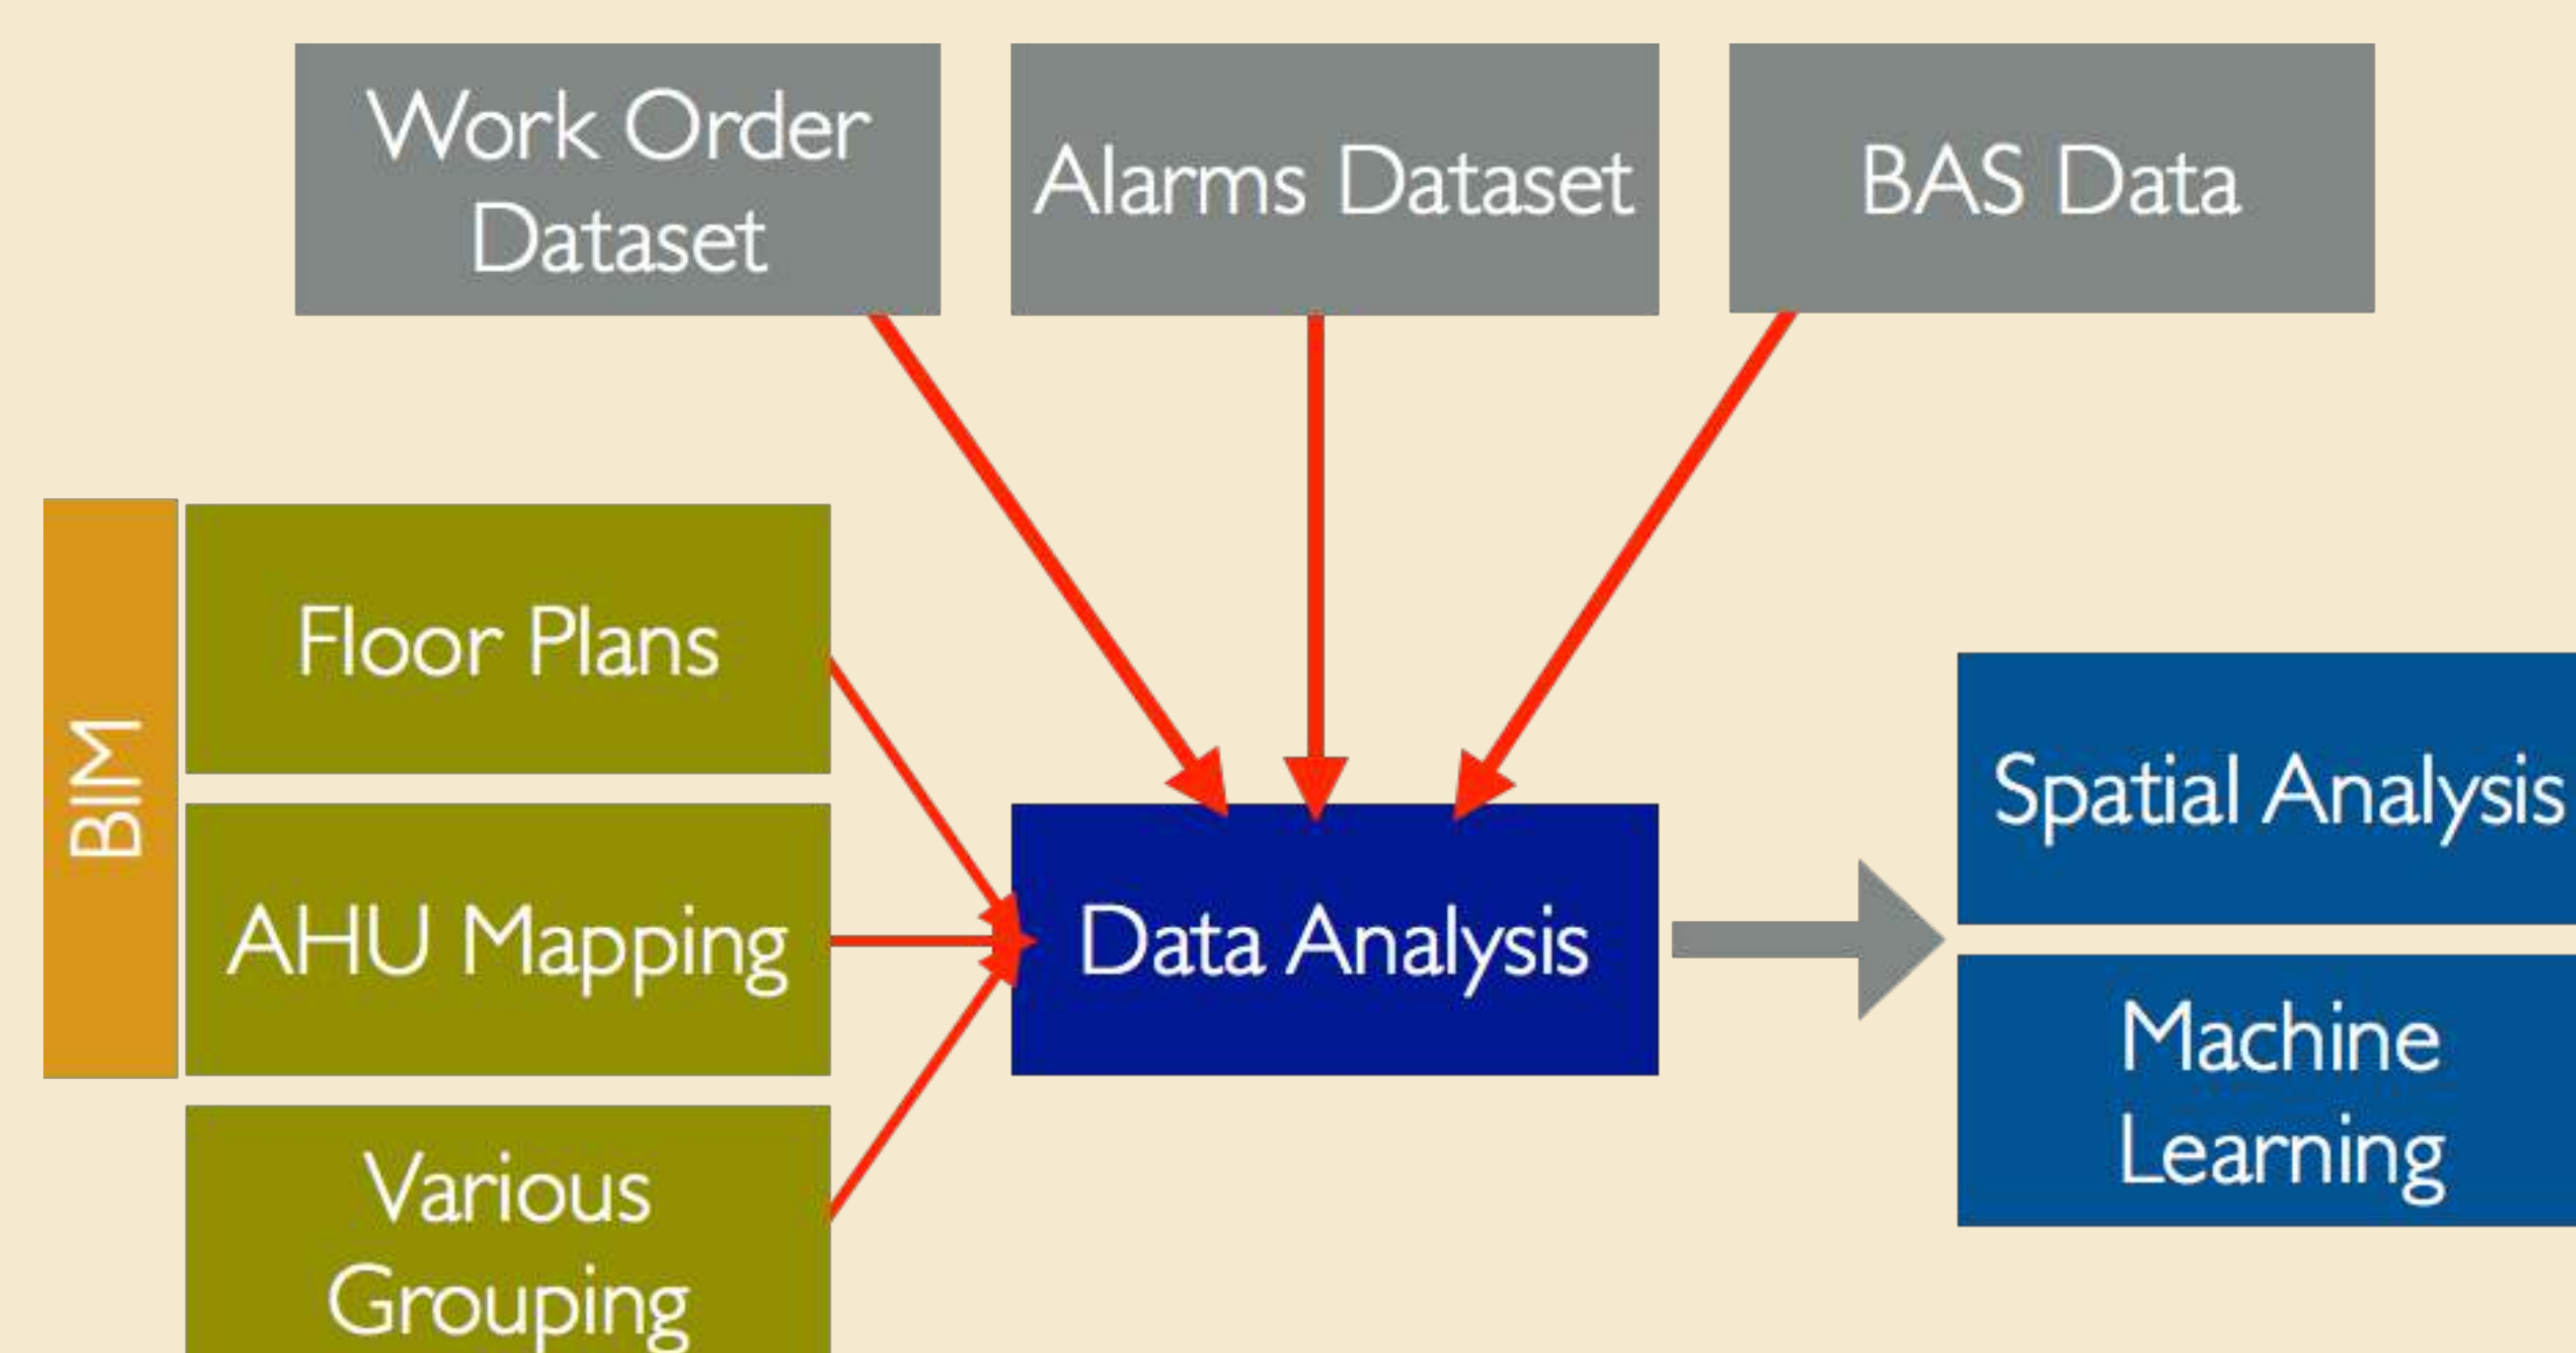 Work Order
Dataset
Alarms Dataset
BAS Data
BIM
Floor Plans
AHU Mapping
Various
Grouping
Data Analysis
Spatial Analysis
Machine
Learning